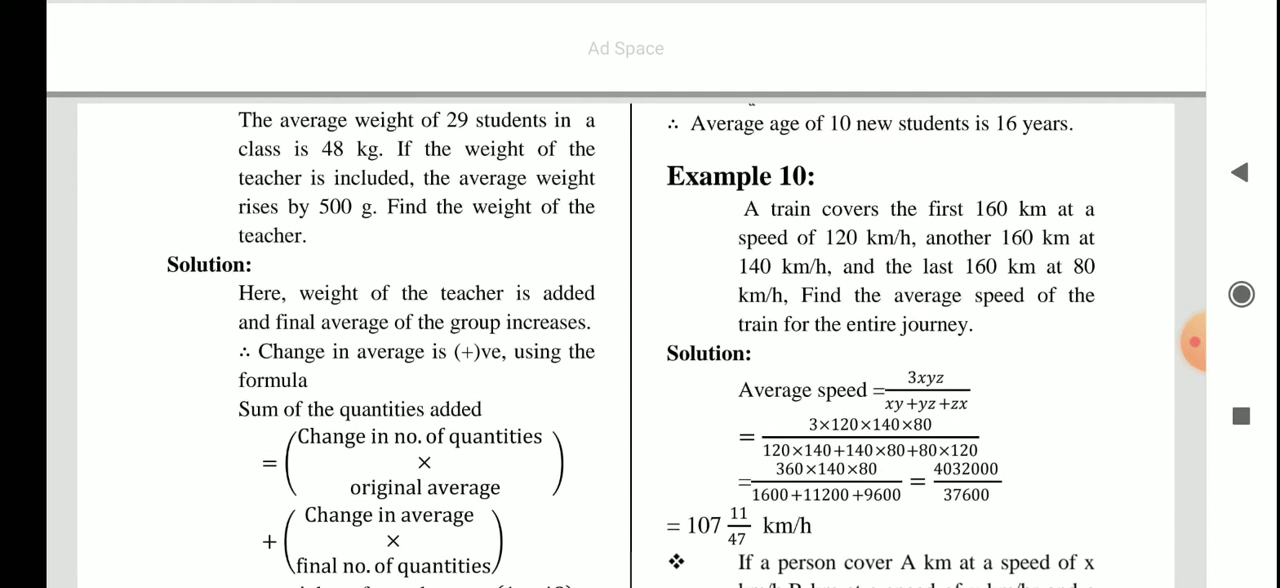 Ad Space
The average weight of 29 students in a
class is 48 kg. If the weight of the
teacher is included, the average weight
rises by 500 g. Find the weight of the
teacher.
Solution:
Here, weight of the teacher is added
and final average of the group increases.
∴ Change in average is (+)ve, using the
formula
Sum of the quantities added
= (Change in no. of quantities
×
original average)
+ (Change in average
×
final no. of quantities)
∴ Average age of 10 new students is 16 years.
Example 10:
A train covers the first 160 km at a
speed of 120 km/h, another 160 km at
140 km/h, and the last 160 km at 80
km/h, Find the average speed of the
train for the entire journey.
Solution:
Average speed = 3xyz / xy+yz+zx
= 3×120×140×80 / 120×140+140×80+80×120
= 360×140×80 / 1600+11200+9600 = 4032000 / 37600
= 107 11/47 km/h
❖ If a person cover A km at a speed of x